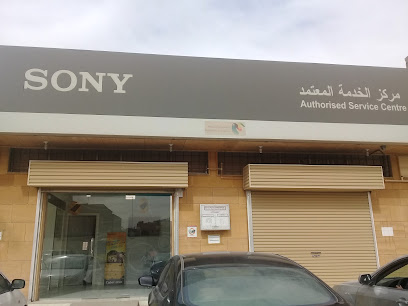 SONY
مركز الخدمة المعتمد
Authorised Service Centre